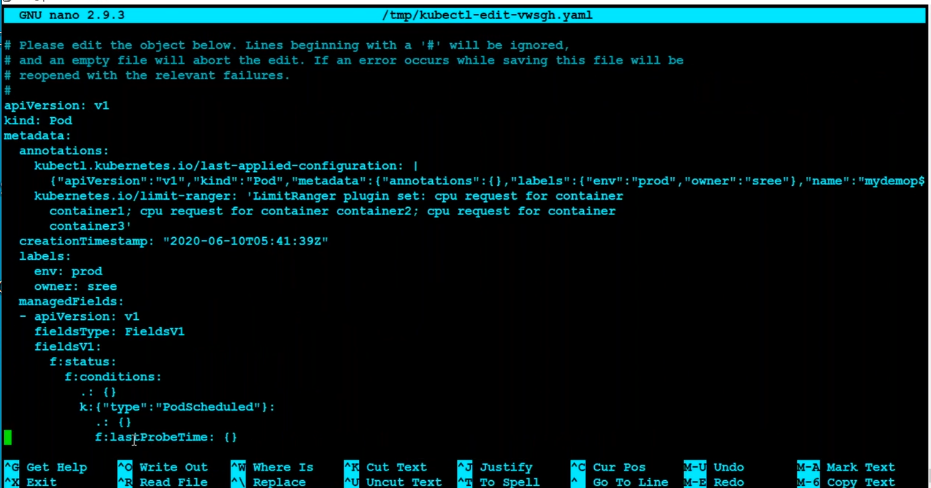 GNU nano 2.9.3 /tmp/kubectl-edit-vwsgh.yaml
# Please edit the object below. Lines beginning with a '#' will be ignored,
# and an empty file will abort the edit. If an error occurs while saving this file will be
# reopened with the relevant failures.
#
apiVersion: v1
kind: Pod
metadata:
  annotations:
    kubectl.kubernetes.io/last-applied-configuration: |
      {"apiVersion":"v1","kind":"Pod","metadata":{"annotations":{},"labels":{"env":"prod","owner":"sree"},"name":"mydemop$
    kubernetes.io/limit-ranger: 'LimitRanger plugin set: cpu request for container
      container1; cpu request for container container2; cpu request for container
      container3'
  creationTimestamp: "2020-06-10T05:41:39Z"
  labels:
    env: prod
    owner: sree
  managedFields:
  - apiVersion: v1
    fieldsType: FieldsV1
    fieldsV1:
      f:status:
        f:conditions:
          .: {}
          k:{"type":"PodScheduled"}:
            .: {}
            f:lastProbeTime: {}
^G Get Help ^O Write Out ^W Where Is ^K Cut Text ^J Justify ^C Cur Pos M-U Undo M-A Mark Text
^X Exit ^R Read File ^\ Replace ^U Uncut Text ^T To Spell ^_ Go To Line M-E Redo M-6 Copy Text